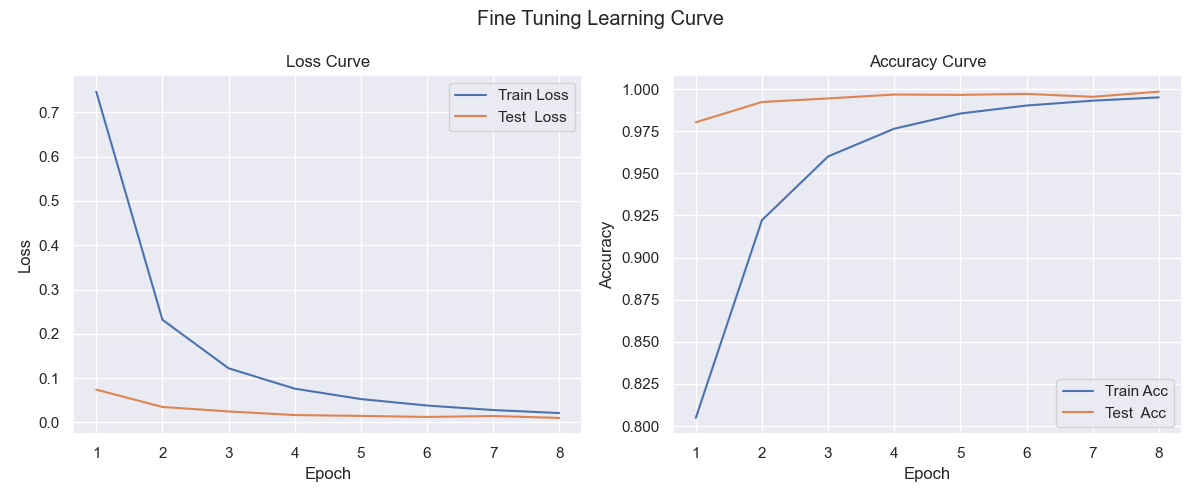 Fine Tuning Learning Curve
Loss Curve
Train Loss
Test  Loss
Loss
0.7
0.6
0.5
0.4
0.3
0.2
0.1
0.0
1 2 3 4 5 6 7 8
Epoch
Accuracy Curve
Accuracy
1.000
0.975
0.950
0.925
0.900
0.875
0.850
0.825
0.800
Train Acc
Test  Acc
1 2 3 4 5 6 7 8
Epoch